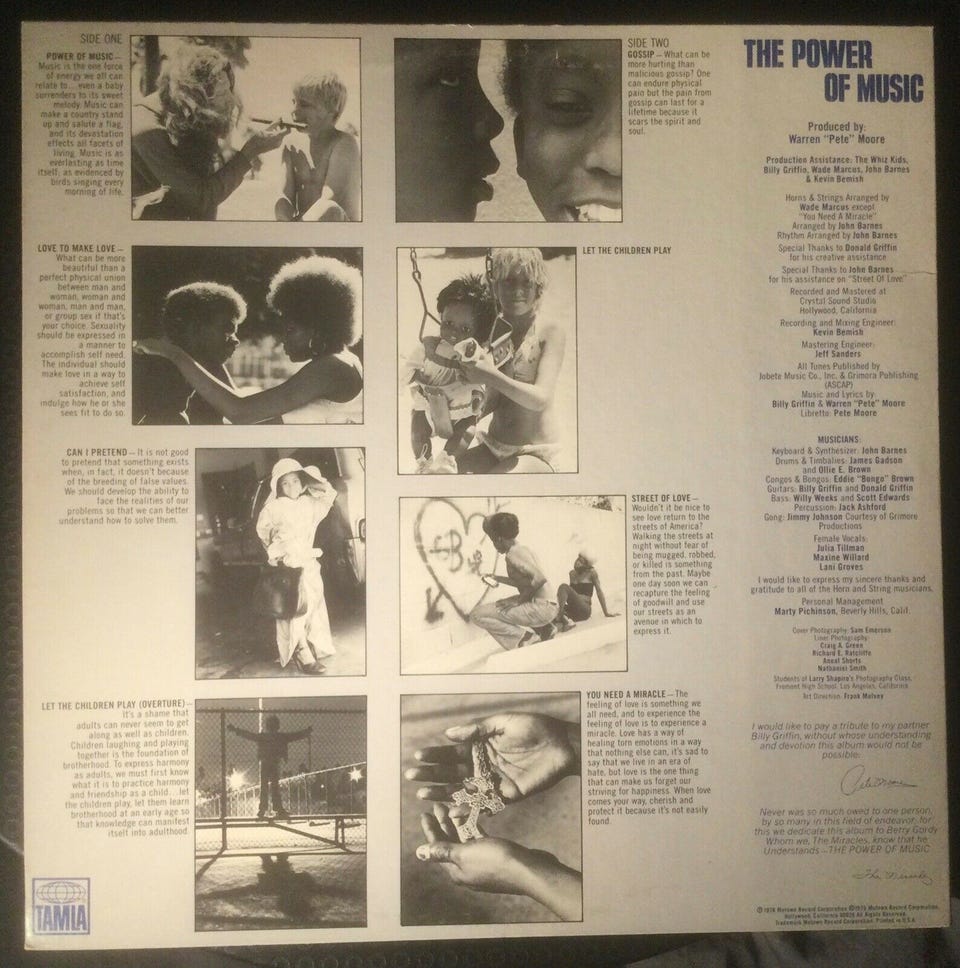 SIDE ONE
POWER OF MUSIC —
Music is the one force
of energy we all can
relate to...even a baby
surrenders to its sweet
melody. Music can
make a country stand
up and salute a flag,
and its devastation
effects all facets of
living. Music is as
everlasting as time
itself; as evidenced by
birds singing every
morning of life.
LOVE TO MAKE LOVE —
What can be more
beautiful than a
perfect physical union
between man and
woman, woman and
woman, man and man,
or group sex if that's
your choice. Sexuality
should be expressed in
a manner to
accomplish self need.
The individual should
make love in a way to
achieve self
satisfaction, and
indulge how he or she
sees fit to do so.
CAN I PRETEND — It is not good
to pretend that something exists
when, in fact, it doesn't because
of the breeding of false values.
We should develop the ability to
face the realities of our
problems so that we can better
understand how to solve them.
LET THE CHILDREN PLAY (OVERTURE) —
It's a shame that
adults can never seem to get
along as well as children.
Children laughing and playing
together is the foundation of
brotherhood. To express harmony
as adults, we must first know
what it is to practice harmony
and friendship as a child...let
the children play, let them learn
brotherhood at an early age so
that knowledge can manifest
itself into adulthood.
TAMLA
SIDE TWO
GOSSIP — What can be
more hurting than
malicious gossip? One
can endure physical
pain but the pain from
gossip can last for a
lifetime because it
scars the spirit and
soul.
LET THE CHILDREN PLAY
STREET OF LOVE —
Wouldn't it be nice to
see love return to the
streets of America?
Walking the streets at
night without fear of
being mugged, robbed,
or killed is something
from the past. Maybe
one day soon we can
recapture the feeling
of goodwill and use
our streets as an
avenue in which to
express it.
YOU NEED A MIRACLE — The
feeling of love is something we
all need, and to experience the
feeling of love is to experience a
miracle. Love has a way of
healing torn emotions in a way
that nothing else can, it's sad to
say that we live in an era of
hate, but love is the one thing
that can make us forget our
striving for happiness. When love
comes your way, cherish and
protect it because it's not easily
found.
THE POWER
OF MUSIC
Produced by:
Warren "Pete" Moore
Production Assistance: The Whiz Kids,
Billy Griffin, Wade Marcus, John Barnes
& Kevin Bemish
Horns & Strings Arranged by
Wade Marcus except
"You Need A Miracle"
Arranged by John Barnes
Rhythm Arranged by John Barnes
Special Thanks to Donald Griffin
for his creative assistance
Special Thanks to John Barnes
for his assistance on "Street Of Love"
Recorded and Mastered at
Crystal Sound Studio
Hollywood, California
Recording and Mixing Engineer:
Kevin Bemish
Mastering Engineer:
Jeff Sanders
All Tunes Published by
Jobete Music Co., Inc. & Grimora Publishing
(ASCAP)
Music and Lyrics by:
Billy Griffin & Warren "Pete" Moore
Libretto: Pete Moore
MUSICIANS:
Keyboard & Synthesizer: John Barnes
Drums & Timbalies: James Gadson
and Ollie E. Brown
Congos & Bongos: Eddie "Bongo" Brown
Guitars: Billy Griffin and Donald Griffin
Bass: Willy Weeks and Scott Edwards
Percussion: Jack Ashford
Gong: Jimmy Johnson Courtesy of Grimore
Productions
Female Vocals:
Julia Tillman
Maxine Willard
Lani Groves
I would like to express my sincere thanks and
gratitude to all of the Horn and String musicians.
Personal Management
Marty Pichinson, Beverly Hills, Calif.
Cover Photography: Sam Emerson
Liner Photography:
Craig A. Green
Richard E. Ratcliffe
Aneal Shorts
Nathaniel Smith
Students of Larry Shapiro's Photography Class,
Fremont High School, Los Angeles, California
Art Direction: Frank Mulvey
I would like to pay a tribute to my partner
Billy Griffin, without whose understanding
and devotion this album would not be
possible.
Pete Moore
Never was so much owed to one person,
by so many in this field of endeavor, for
this we dedicate this album to Berry Gordy
Whom we, The Miracles, know that he
Understands — THE POWER OF MUSIC
The Miracles
© 1976 Motown Record Corporation ℗ 1976 Motown Record Corporation,
Hollywood, California 90028 All Rights Reserved.
Trademark Motown Record Corporation. Printed in U.S.A.